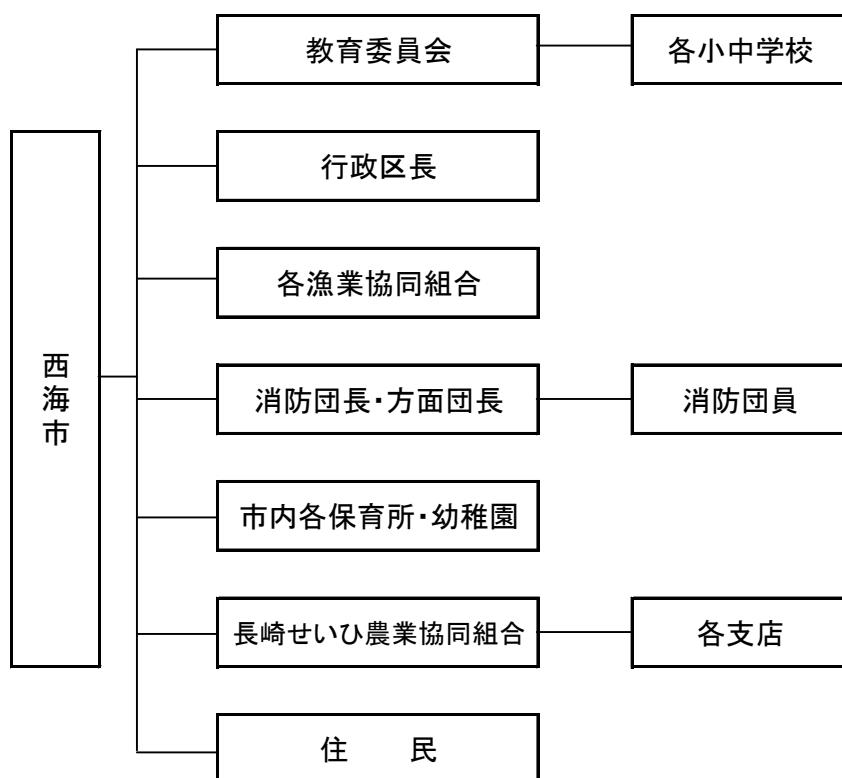 教育委員会
各小中学校
行政区長
各漁業協同組合
西海市
消防団長・方面団長
消防団員
市内各保育所・幼稚園
長崎せいひ農業協同組合
各支店
住　　民